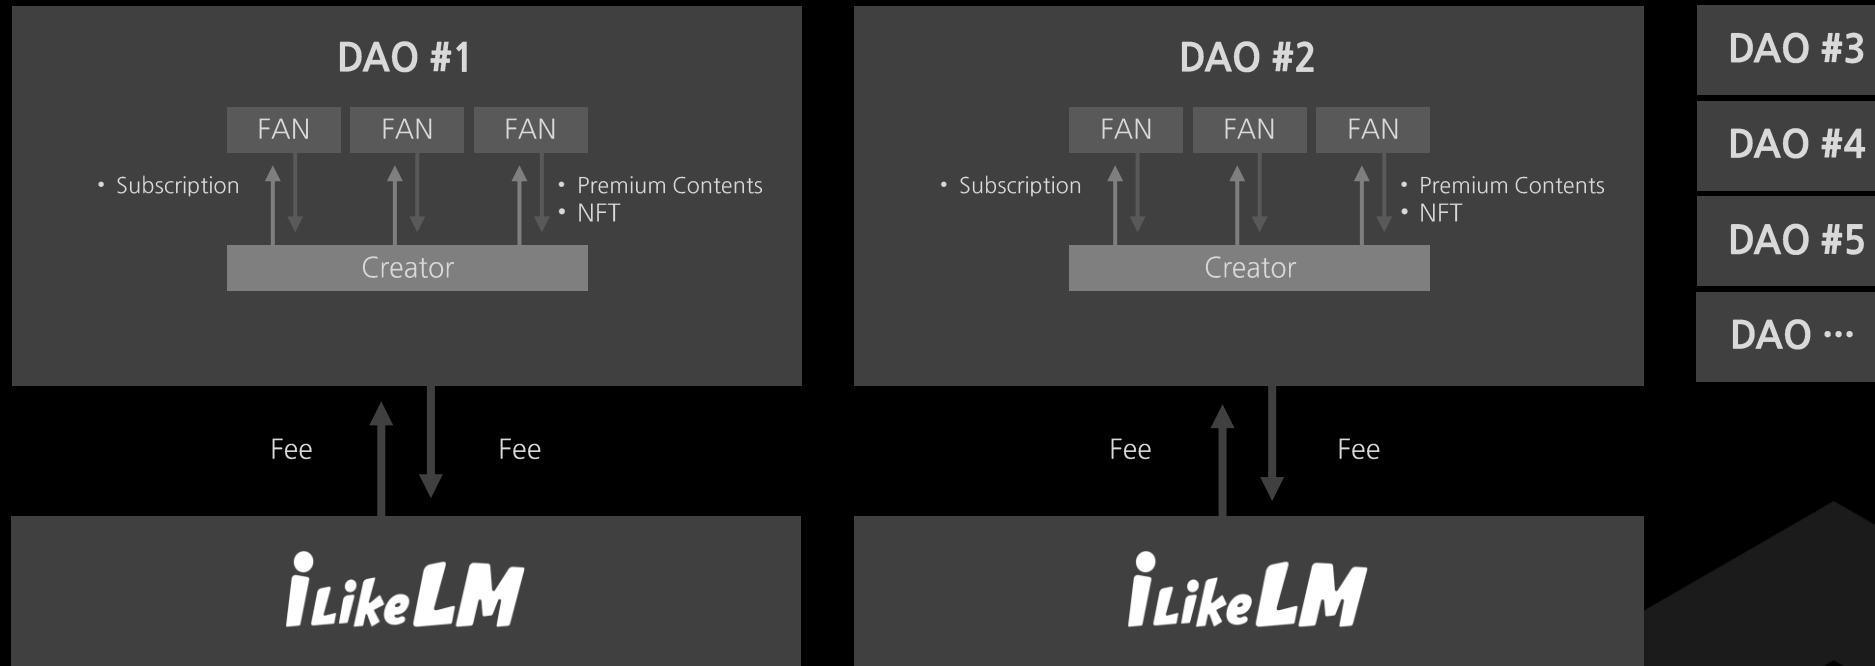 DAO #1
FAN FAN FAN
• Subscription
• Premium Contents
• NFT
Creator
Fee Fee
iLikeLM
DAO #2
FAN FAN FAN
• Subscription
• Premium Contents
• NFT
Creator
Fee Fee
iLikeLM
DAO #3
DAO #4
DAO #5
DAO ···